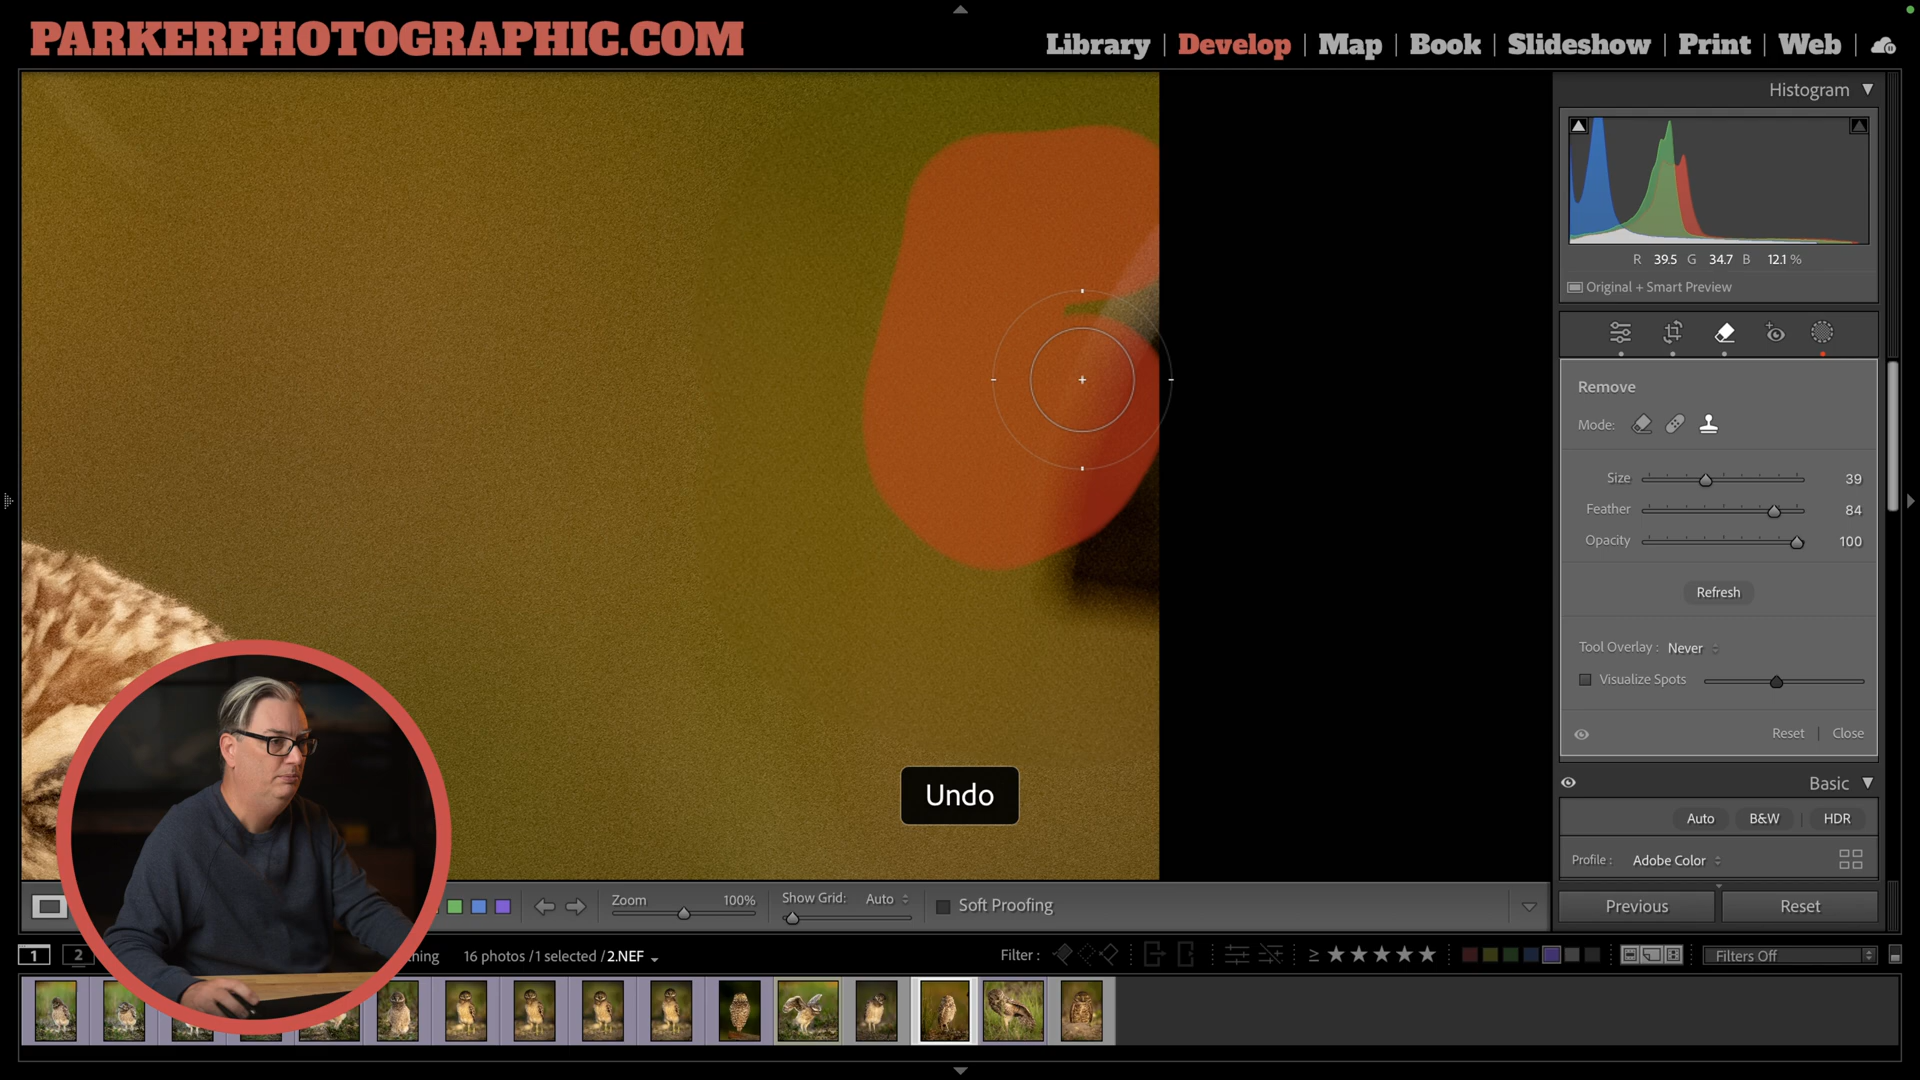 PARKERPHOTOGRAPHIC.COM
Library | Develop | Map | Book | Slideshow | Print | Web |
Histogram
R 39.5 G 34.7 B 12.1 %
Original + Smart Preview
Remove
Mode:
Size 39
Feather 84
Opacity 100
Refresh
Tool Overlay : Never
Visualize Spots
Reset | Close
Undo
Basic
Auto B&W | HDR
Profile : Adobe Color
Zoom 100% Show Grid: Auto Soft Proofing
Previous Reset
1 2 16 photos / 1 selected / 2.NEF Filter : ≥ ★★★★★ Filters Off